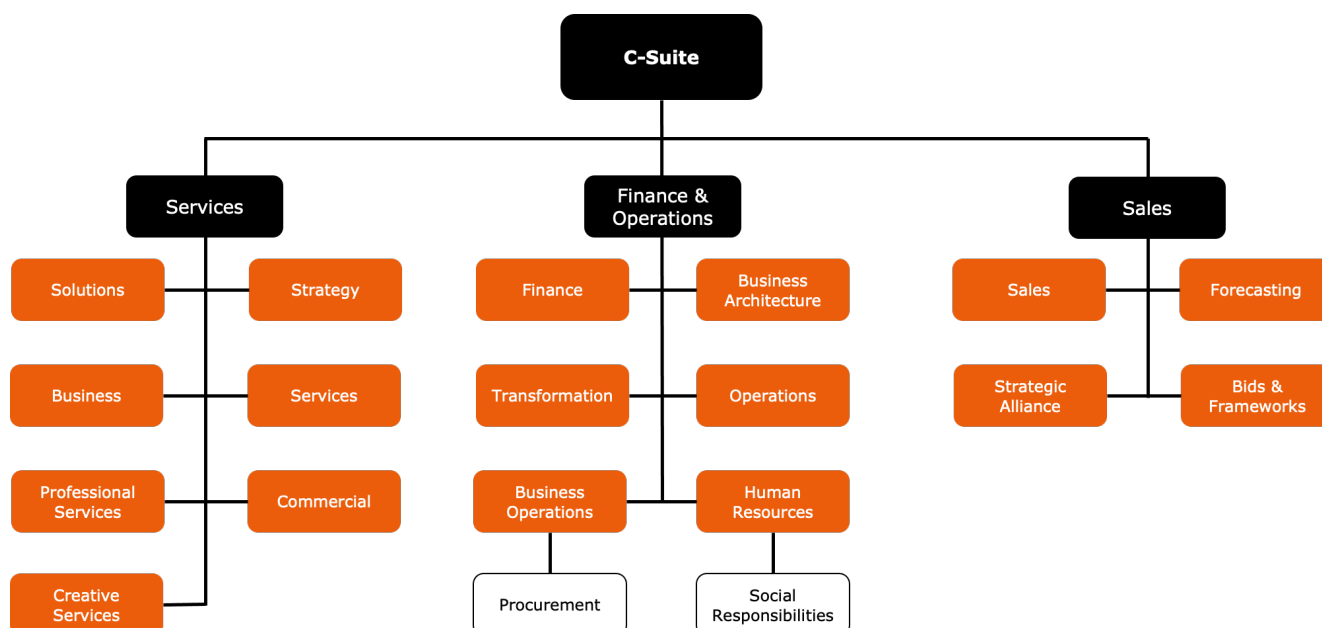 C-Suite
Services
Finance &
Operations
Sales
Solutions
Strategy
Finance
Business
Architecture
Sales
Forecasting
Business
Services
Transformation
Operations
Strategic
Alliance
Bids &
Frameworks
Professional
Services
Commercial
Business
Operations
Human
Resources
Creative
Services
Procurement
Social
Responsibilities